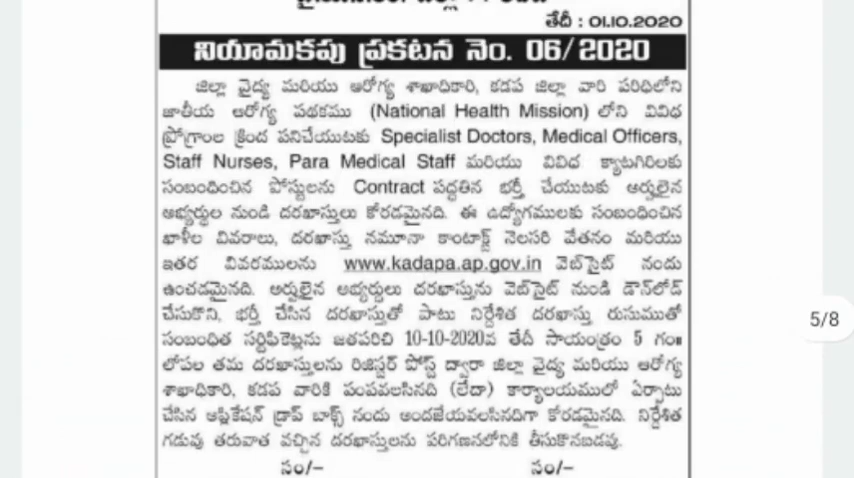 తేదీ : 01.10.2020
నియామకపు ప్రకటన నెం. 06/2020
జిల్లా వైద్య మరియు ఆరోగ్య శాఖాధికారి, కడప జిల్లా వారి పరిధిలోని
జాతీయ ఆరోగ్య పథకము (National Health Mission) లోని వివిధ
ప్రోగ్రాంల క్రింద పనిచేయుటకు Specialist Doctors, Medical Officers,
Staff Nurses, Para Medical Staff మరియు వివిధ క్యాటగిరిలకు
సంబందించిన పోస్టులను Contract పద్దతిన భర్తీ చేయుటకు అర్హులైన
అభ్యర్థుల నుండి దరఖాస్తులు కోరడమైనది. ఈ ఉద్యోగములకు సంబందించిన
ఖాళీల వివరాలు, దరఖాస్తు నమూనా కాంటాక్ట్ నెలసరి వేతనం మరియు
ఇతర వివరములను www.kadapa.ap.gov.in వెబ్‌సైట్ నందు
ఉంచడమైనది. అర్హులైన అభ్యర్థులు దరఖాస్తును వెబ్‌సైట్ నుండి డౌన్‌లోడ్
చేసుకొని, భర్తీ చేసిన దరఖాస్తుతో పాటు నిర్దేశిత దరఖాస్తు రుసుముతో
సంబంధిత సర్టిఫికెట్లను జతపరిచి 10-10-2020వ తేదీ సాయంత్రం 5 గం॥
లోపల తమ దరఖాస్తులను రిజిస్టర్ పోస్ట్ ద్వారా జిల్లా వైద్య మరియు ఆరోగ్య
శాఖాధికారి, కడప వారికి పంపవలసినది (లేదా) కార్యాలయములో ఏర్పాటు
చేసిన అప్లికేషన్ డ్రాప్ బాక్స్ నందు అందజేయవలసినదిగా కోరడమైనది. నిర్దేశిత
గడువు తరువాత వచ్చిన దరఖాస్తులను పరిగణనలోనికి తీసుకొనబడవు.
సం/- సం/-
5/8